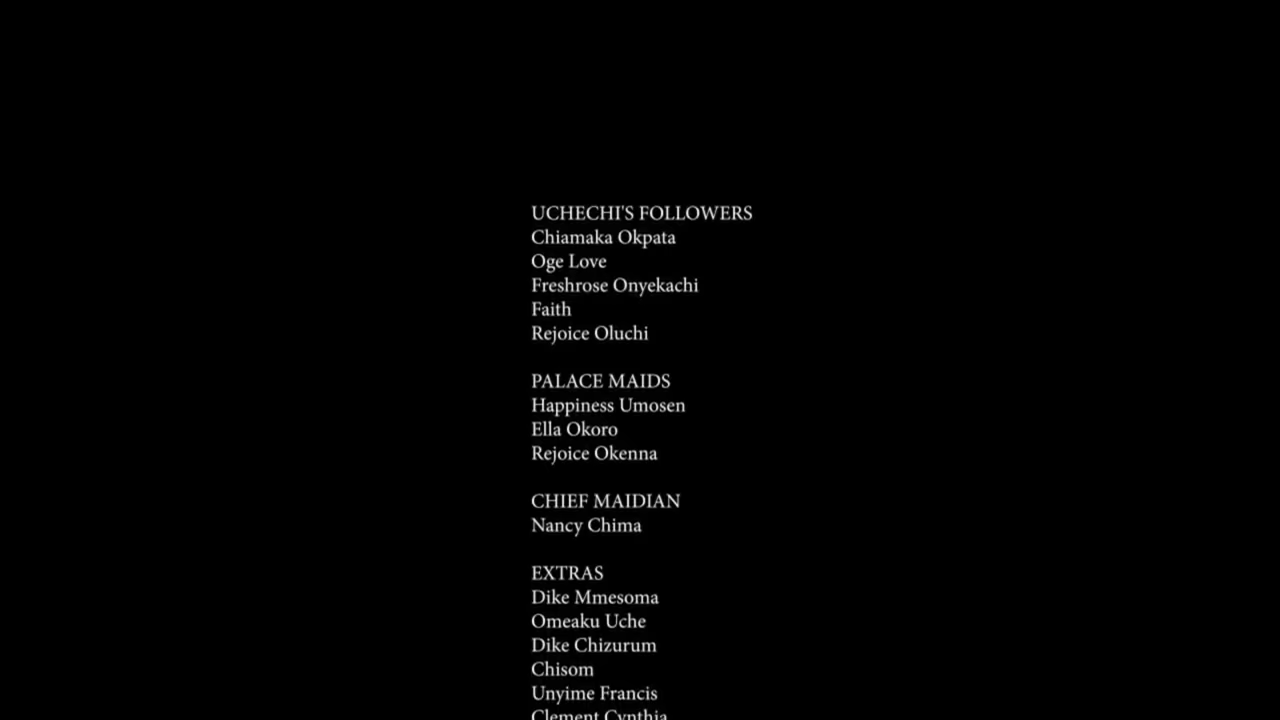 UCHECHI'S FOLLOWERS
Chiamaka Okpata
Oge Love
Freshrose Onyekachi
Faith
Rejoice Oluchi
PALACE MAIDS
Happiness Umosen
Ella Okoro
Rejoice Okenna
CHIEF MAIDIAN
Nancy Chima
EXTRAS
Dike Mmesoma
Omeaku Uche
Dike Chizurum
Chisom
Unyime Francis
Clement Cynthia